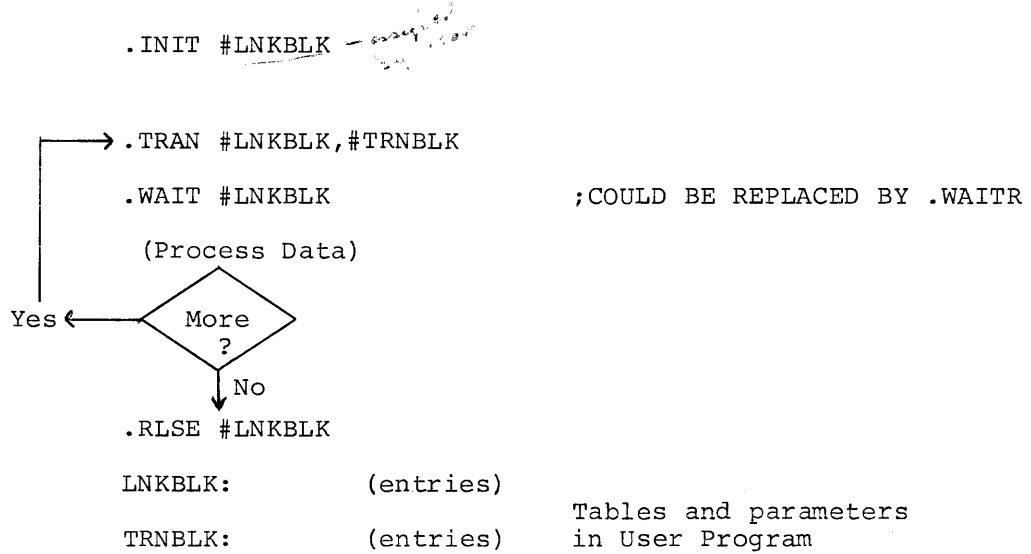 .INIT #LNKBLK
.TRAN #LNKBLK,#TRNBLK
.WAIT #LNKBLK ;COULD BE REPLACED BY .WAITR
(Process Data)
Yes
More
?
No
.RLSE #LNKBLK
LNKBLK: (entries)
Tables and parameters
TRNBLK: (entries) in User Program